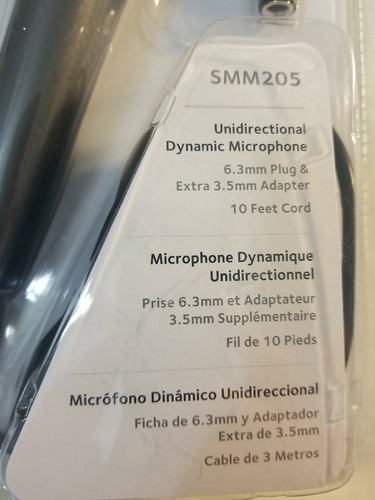 SMM205
Unidirectional
Dynamic Microphone
6.3mm Plug &
Extra 3.5mm Adapter
10 Feet Cord
Microphone Dynamique
Unidirectionnel
Prise 6.3mm et Adaptateur
3.5mm Supplémentaire
Fil de 10 Pieds
Micrófono Dinámico Unidireccional
Ficha de 6.3mm y Adaptador
Extra de 3.5mm
Cable de 3 Metros